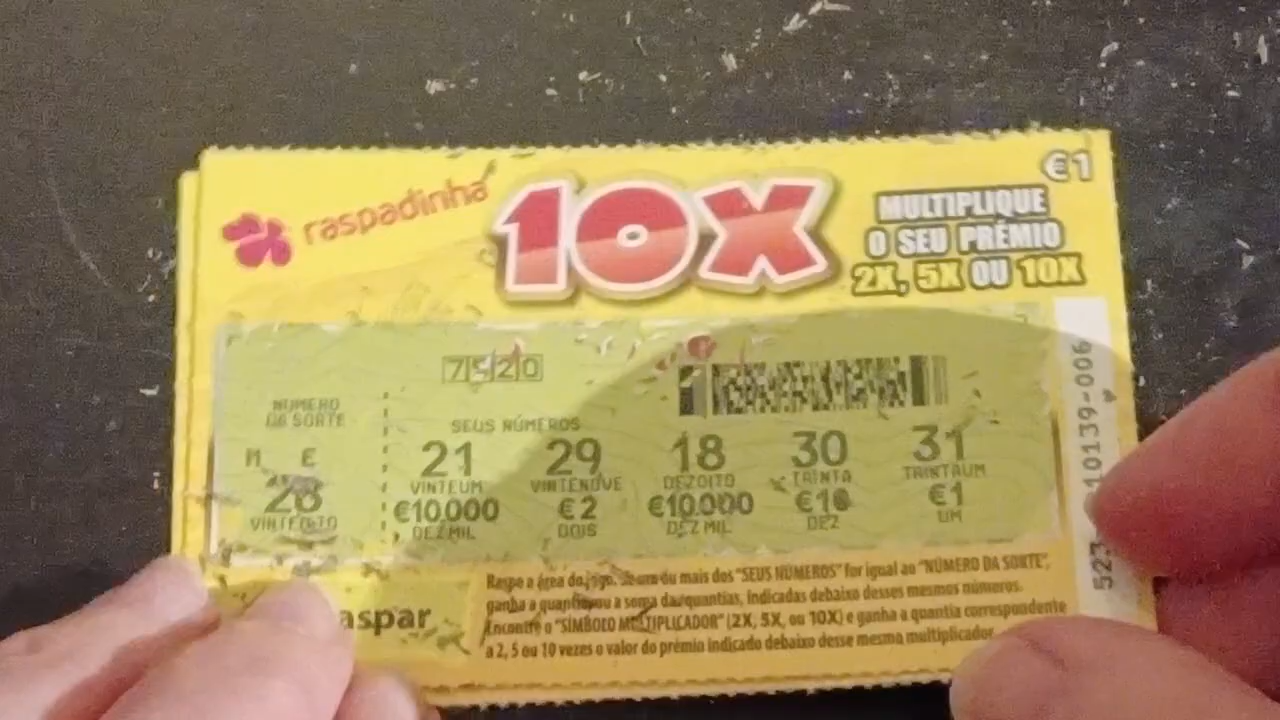 €1
raspadinha
10X
MULTIPLIQUE
O SEU PRÉMIO
2X, 5X OU 10X
7520
NÚMERO
DA SORTE
SEUS NÚMEROS
M E
28
VINTEOITO
21
VINTEUM
€10.000
DEZ MIL
29
VINTENOVE
€2
DOIS
18
DEZOITO
€10.000
DEZ MIL
30
TRINTA
€10
DEZ
31
TRINTAUM
€1
UM
10139-006
aspar
Raspe a área do jogo. Se um ou mais dos "SEUS NÚMEROS" for igual ao "NÚMERO DA SORTE",
ganha a quantia ou a soma das quantias, indicadas debaixo desses mesmos números.
Encontre o "SÍMBOLO MULTIPLICADOR" (2X, 5X, ou 10X) e ganha a quantia correspondente
a 2, 5 ou 10 vezes o valor do prémio indicado debaixo desse mesmo multiplicador.